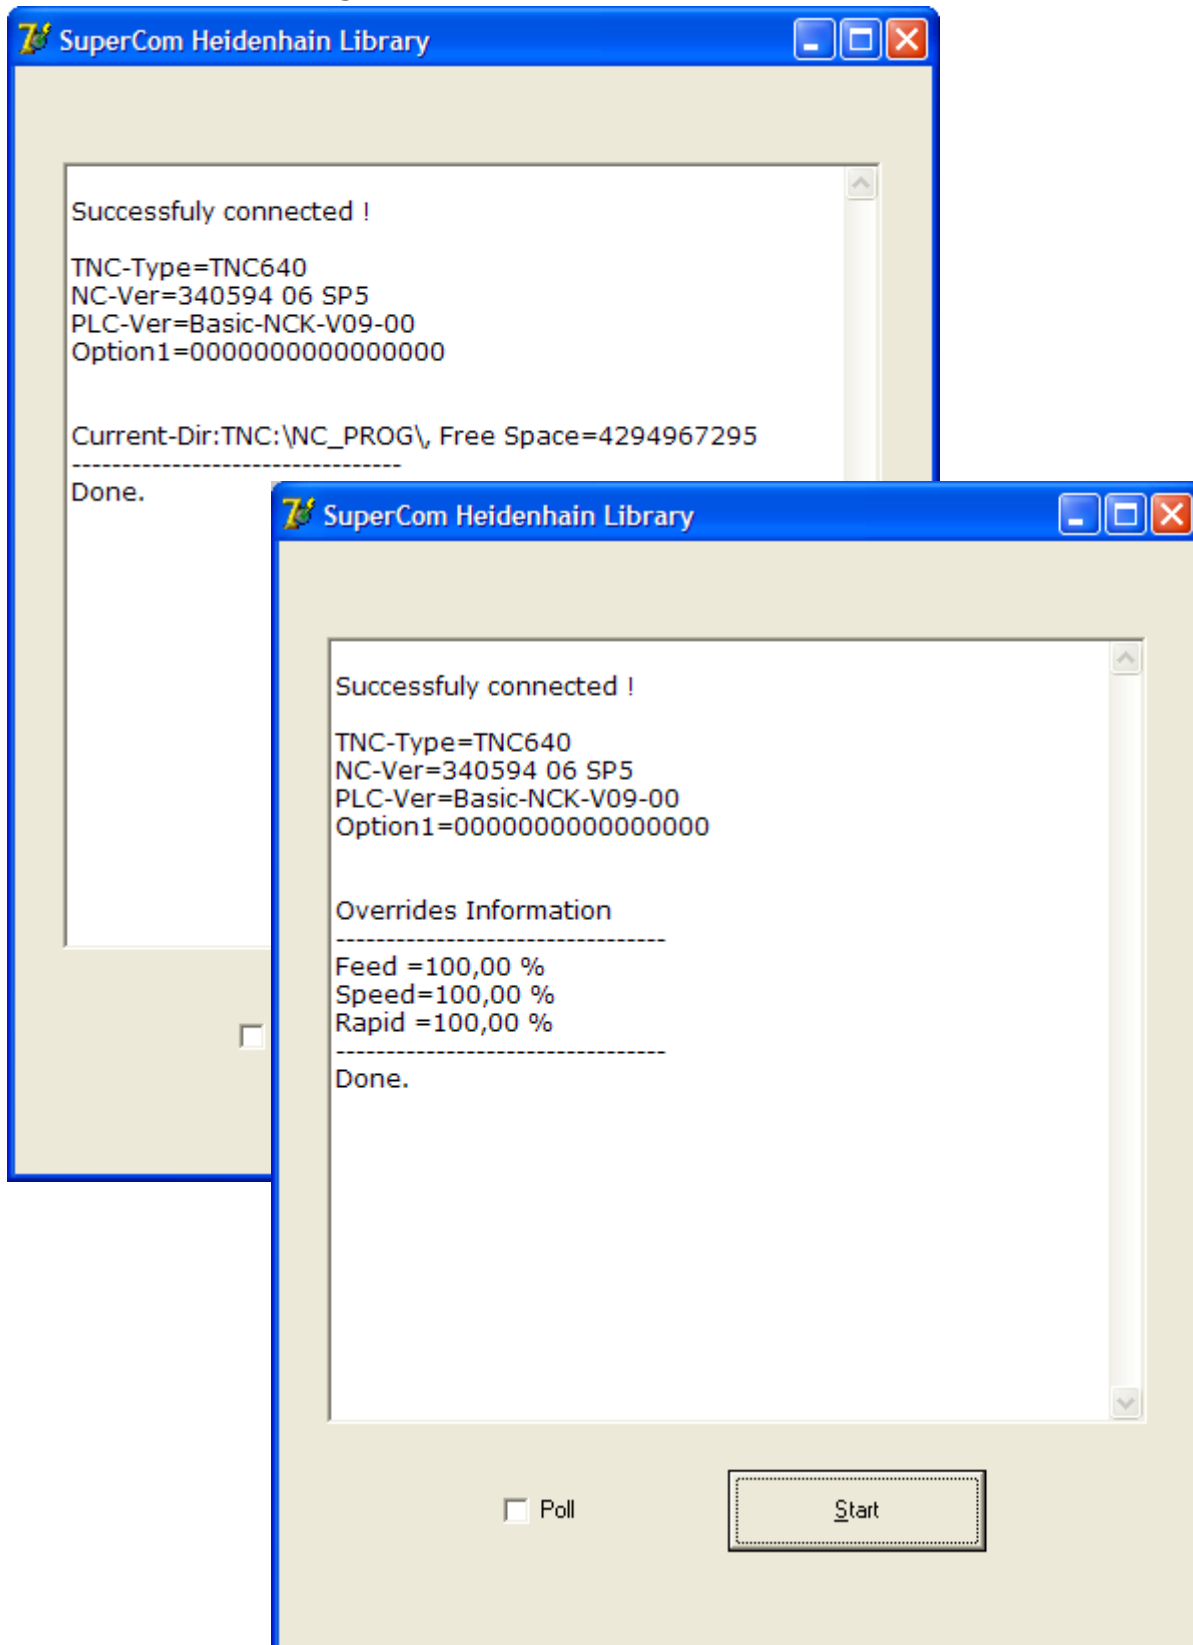 SuperCom Heidenhain Library
Successfuly connected !
TNC-Type=TNC640
NC-Ver=340594 06 SP5
PLC-Ver=Basic-NCK-V09-00
Option1=0000000000000000
Current-Dir:TNC:\NC_PROG\, Free Space=4294967295
---------------------------------
Done.
SuperCom Heidenhain Library
Successfuly connected !
TNC-Type=TNC640
NC-Ver=340594 06 SP5
PLC-Ver=Basic-NCK-V09-00
Option1=0000000000000000
Overrides Information
---------------------------------
Feed =100,00 %
Speed=100,00 %
Rapid =100,00 %
---------------------------------
Done.
Poll
Start